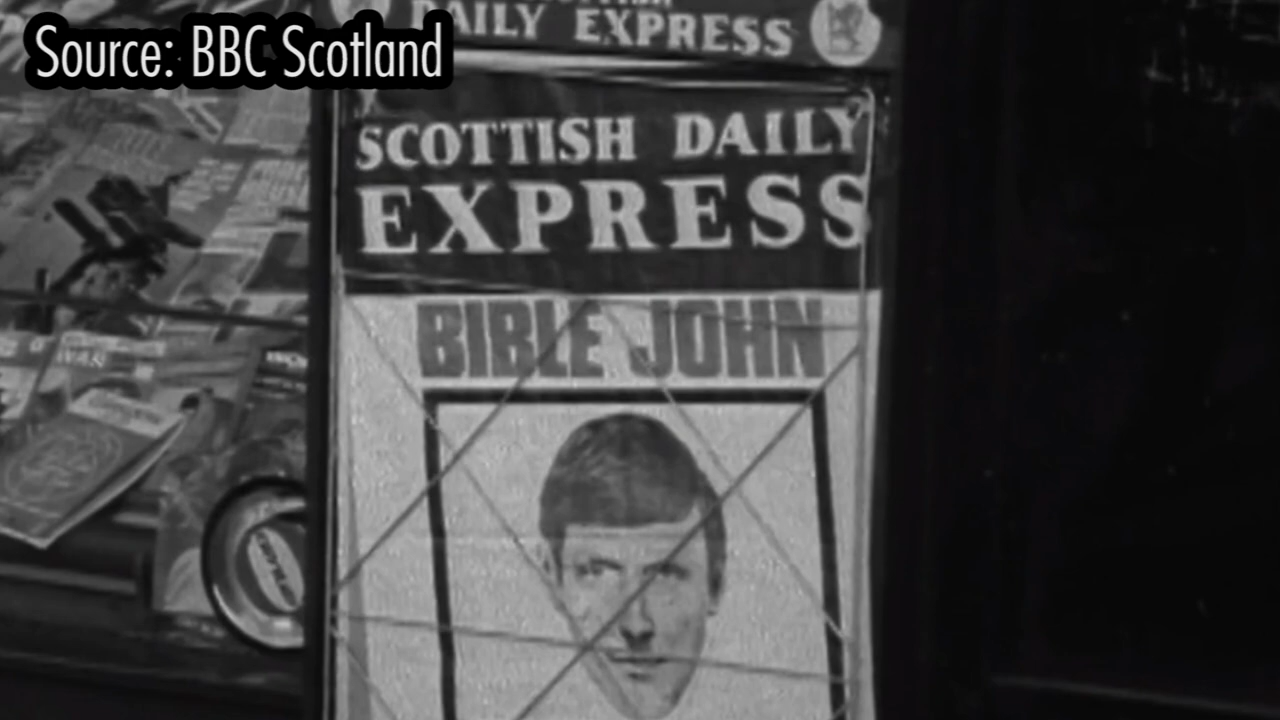 Source: BBC Scotland
DAILY EXPRESS
SCOTTISH DAILY
EXPRESS
BIBLE JOHN